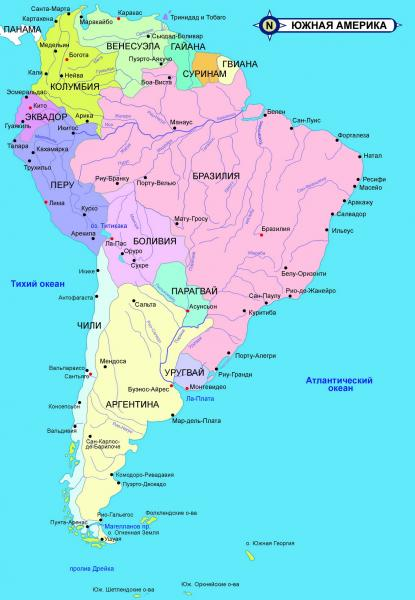 N
ЮЖНАЯ АМЕРИКА
ПАНАМА
Санта-Марта
Картахена
Маракайбо
Каракас
Тринидад и Тобаго
Медельин
ВЕНЕСУЭЛА
Сьюдад-Боливар
ГАЙАНА
ГВИАНА
Богота
Пуэрто-Аякучо
СУРИНАМ
Кали
Нейва
Боа-Виста
КОЛУМБИЯ
Эсмеральдас
Кито
ЭКВАДОР
Гуаякиль
Арика
Икитос
Манаус
Белен
Сан-Луис
Форталеза
Талара
Кахамарка
Трухильо
Натал
Риу-Бранку
Порту-Велью
БРАЗИЛИЯ
Ресифи
Масейо
ПЕРУ
Лима
Куско
Аракажу
Салвадор
Мату-Гросу
оз. Титикака
Арекипа
Ла-Пас
БОЛИВИЯ
Бразилиа
Ильеус
Оруро
Сукре
Икике
Белу-Оризонти
Тихий океан
Антофагаста
ПАРАГВАЙ
Сальта
Асунсьон
Сан-Паулу
Рио-де-Жанейро
Куритиба
ЧИЛИ
Порту-Алегри
Вальпараисо
Мендоса
Риу-Гранди
УРУГВАЙ
Сантьяго
Буэнос-Айрес
Монтевидео
Ла-Плата
АРГЕНТИНА
Консепсьон
Мар-дель-Плата
Атлантический
океан
Вальдивия
Сан-Карлос-
де-Барилоче
Комодоро-Ривадавия
Пуэрто-Десеадо
Рио-Гальегос
Фолклендские о-ва
Пунта-Аренас
Магелланов пр.
о. Огненная Земля
Ушуая
о. Южная Георгия
пролив Дрейка
Юж. Оркнейские о-ва
Юж. Шетлендские о-ва